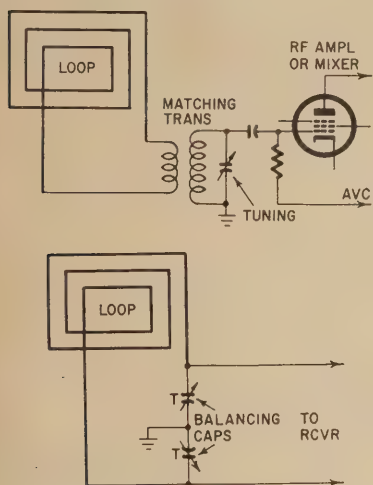 LOOP
RF AMPL
OR MIXER
MATCHING
TRANS
TUNING
AVC
LOOP
T
BALANCING
CAPS
TO
RCVR
T